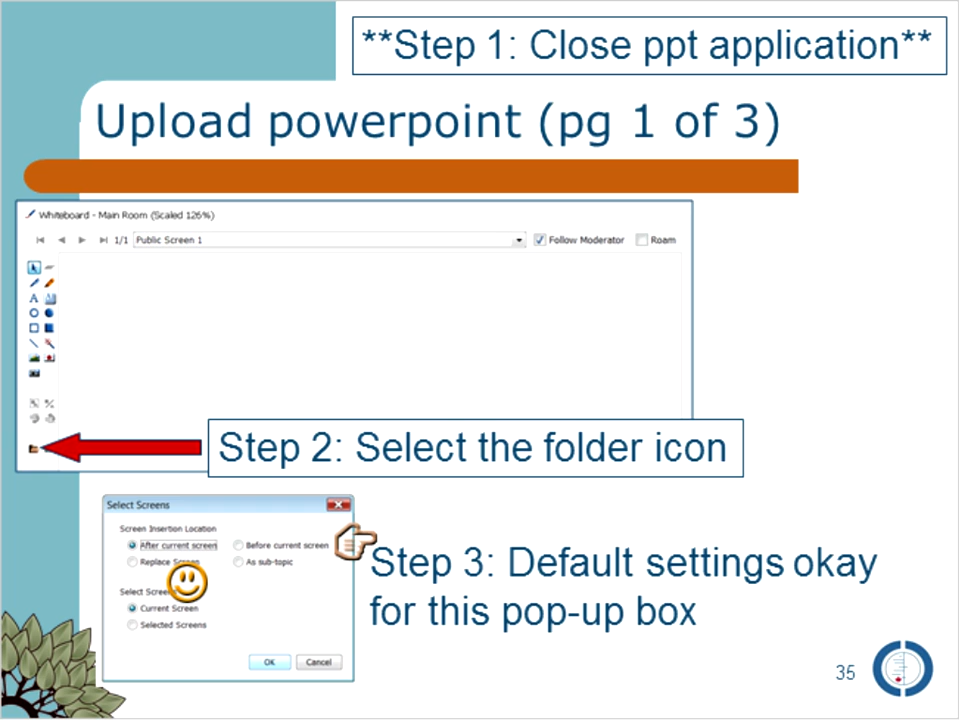 **Step 1: Close ppt application**
Upload powerpoint (pg 1 of 3)
Whiteboard - Main Room (Scaled 126%)
1/1 Public Screen 1 Follow Moderator Roam
A
Step 2: Select the folder icon
Select Screens
Screen Insertion Location
After current screen Before current screen
Replace Screen As sub-topic
Select Screens
Current Screen
Selected Screens
OK Cancel
Step 3: Default settings okay
for this pop-up box
35